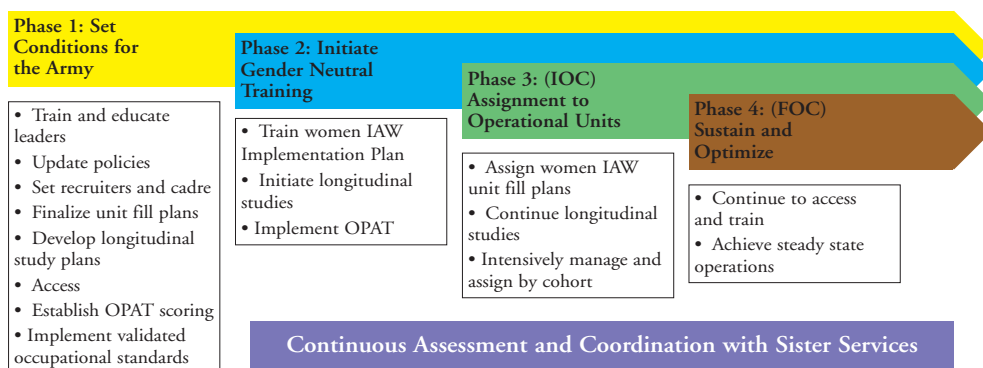 Phase 1: Set
Conditions for
the Army
• Train and educate
leaders
• Update policies
• Set recruiters and cadre
• Finalize unit fill plans
• Develop longitudinal
study plans
• Access
• Establish OPAT scoring
• Implement validated
occupational standards
Phase 2: Initiate
Gender Neutral
Training
• Train women IAW
Implementation Plan
• Initiate longitudinal
studies
• Implement OPAT
Phase 3: (IOC)
Assignment to
Operational Units
• Assign women IAW
unit fill plans
• Continue longitudinal
studies
• Intensively manage and
assign by cohort
Phase 4: (FOC)
Sustain and
Optimize
• Continue to access
and train
• Achieve steady state
operations
Continuous Assessment and Coordination with Sister Services